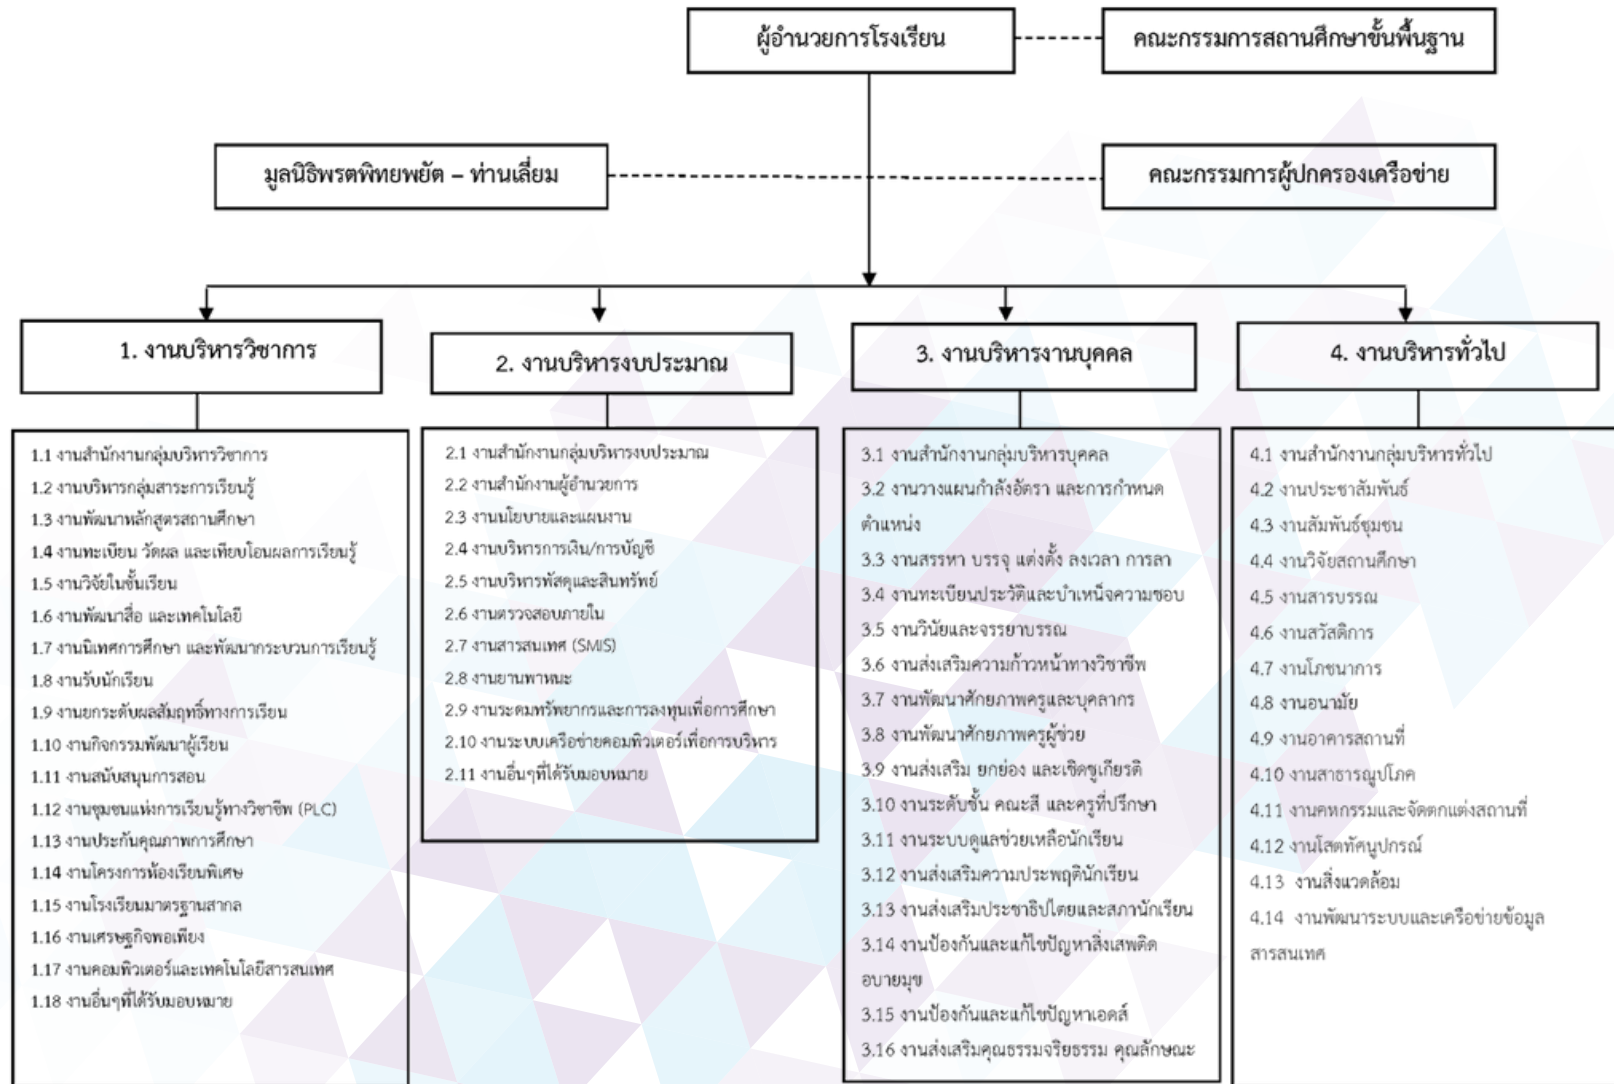 ผู้อำนวยการโรงเรียน
คณะกรรมการสถานศึกษาขั้นพื้นฐาน
มูลนิธิพรตพิทยพยัต – ท่านเลี่ยม
คณะกรรมการผู้ปกครองเครือข่าย
1. งานบริหารวิชาการ
1.1 งานสำนักงานกลุ่มบริหารวิชาการ
1.2 งานบริหารกลุ่มสาระการเรียนรู้
1.3 งานพัฒนาหลักสูตรสถานศึกษา
1.4 งานทะเบียน วัดผล และเทียบโอนผลการเรียนรู้
1.5 งานวิจัยในชั้นเรียน
1.6 งานพัฒนาสื่อ และเทคโนโลยี
1.7 งานนิเทศการศึกษา และพัฒนากระบวนการเรียนรู้
1.8 งานรับนักเรียน
1.9 งานยกระดับผลสัมฤทธิ์ทางการเรียน
1.10 งานกิจกรรมพัฒนาผู้เรียน
1.11 งานสนับสนุนการสอน
1.12 งานชุมชนแห่งการเรียนรู้ทางวิชาชีพ (PLC)
1.13 งานประกันคุณภาพการศึกษา
1.14 งานโครงการห้องเรียนพิเศษ
1.15 งานโรงเรียนมาตรฐานสากล
1.16 งานเศรษฐกิจพอเพียง
1.17 งานคอมพิวเตอร์และเทคโนโลยีสารสนเทศ
1.18 งานอื่นๆที่ได้รับมอบหมาย
2. งานบริหารงบประมาณ
2.1 งานสำนักงานกลุ่มบริหารงบประมาณ
2.2 งานสำนักงานผู้อำนวยการ
2.3 งานนโยบายและแผนงาน
2.4 งานบริหารการเงิน/การบัญชี
2.5 งานบริหารพัสดุและสินทรัพย์
2.6 งานตรวจสอบภายใน
2.7 งานสารสนเทศ (SMIS)
2.8 งานยานพาหนะ
2.9 งานระดมทรัพยากรและการลงทุนเพื่อการศึกษา
2.10 งานระบบเครือข่ายคอมพิวเตอร์เพื่อการบริหาร
2.11 งานอื่นๆที่ได้รับมอบหมาย
3. งานบริหารงานบุคคล
3.1 งานสำนักงานกลุ่มบริหารบุคคล
3.2 งานวางแผนกำลังอัตรา และการกำหนด
ตำแหน่ง
3.3 งานสรรหา บรรจุ แต่งตั้ง ลงเวลา การลา
3.4 งานทะเบียนประวัติและบำเหน็จความชอบ
3.5 งานวินัยและจรรยาบรรณ
3.6 งานส่งเสริมความก้าวหน้าทางวิชาชีพ
3.7 งานพัฒนาศักยภาพครูและบุคลากร
3.8 งานพัฒนาศักยภาพครูผู้ช่วย
3.9 งานส่งเสริม ยกย่อง และเชิดชูเกียรติ
3.10 งานระดับชั้น คณะสี และครูที่ปรึกษา
3.11 งานระบบดูแลช่วยเหลือนักเรียน
3.12 งานส่งเสริมความประพฤตินักเรียน
3.13 งานส่งเสริมประชาธิปไตยและสภานักเรียน
3.14 งานป้องกันและแก้ไขปัญหาสิ่งเสพติด
อบายมุข
3.15 งานป้องกันและแก้ไขปัญหาเอดส์
3.16 งานส่งเสริมคุณธรรมจริยธรรม คุณลักษณะ
4. งานบริหารทั่วไป
4.1 งานสำนักงานกลุ่มบริหารทั่วไป
4.2 งานประชาสัมพันธ์
4.3 งานสัมพันธ์ชุมชน
4.4 งานวิจัยสถานศึกษา
4.5 งานสารบรรณ
4.6 งานสวัสดิการ
4.7 งานโภชนาการ
4.8 งานอนามัย
4.9 งานอาคารสถานที่
4.10 งานสาธารณูปโภค
4.11 งานคหกรรมและจัดตกแต่งสถานที่
4.12 งานโสตทัศนูปกรณ์
4.13 งานสิ่งแวดล้อม
4.14 งานพัฒนาระบบและเครือข่ายข้อมูล
สารสนเทศ